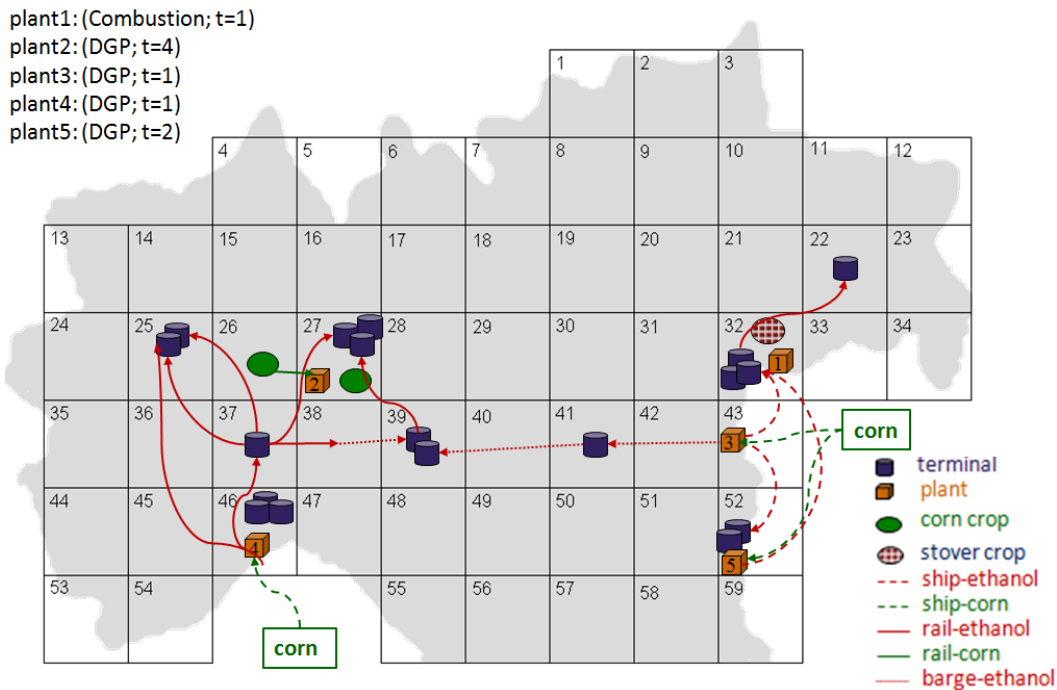 plant1: (Combustion; t=1)
plant2: (DGP; t=4)
plant3: (DGP; t=1)
plant4: (DGP; t=1)
plant5: (DGP; t=2)
1 2 3
4 5 6 7 8 9 10 11 12
13 14 15 16 17 18 19 20 21 22 23
24 25 26 27 28 29 30 31 32 33 34
1
2
35 36 37 38 39 40 41 42 43
3
corn
44 45 46 47 48 49 50 51 52
4
5
53 54 55 56 57 58 59
corn
terminal
plant
corn crop
stover crop
ship-ethanol
ship-corn
rail-ethanol
rail-corn
barge-ethanol